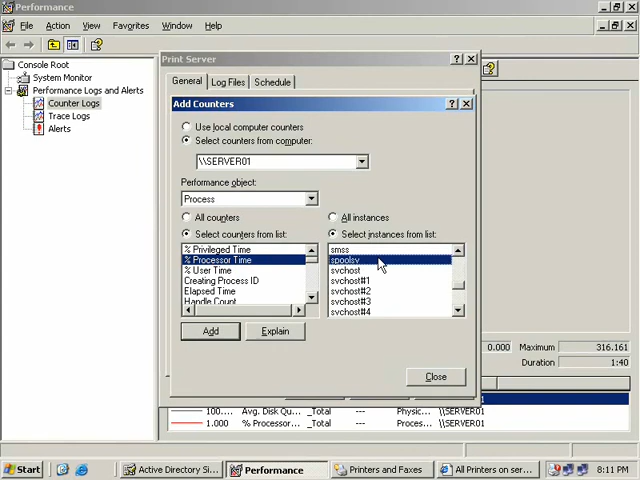 Performance
File Action View Favorites Window Help
Console Root
System Monitor
Performance Logs and Alerts
Counter Logs
Trace Logs
Alerts
Print Server
General Log Files Schedule
Add Counters
Use local computer counters
Select counters from computer:
\\SERVER01
Performance object:
Process
All counters
All instances
Select counters from list:
Select instances from list:
% Privileged Time
% Processor Time
% User Time
Creating Process ID
Elapsed Time
Handle Count
smss
spoolsv
svchost
svchost#1
svchost#2
svchost#3
svchost#4
Add Explain
Close
0.000 Maximum 316.161
Duration 1:40
100.... Avg. Disk Qu... _Total --- Physic... \\SERVER01
1.000 % Processor... _Total --- Proces... \\SERVER01
Start Active Directory Si... Performance Printers and Faxes All Printers on ser... 8:11 PM